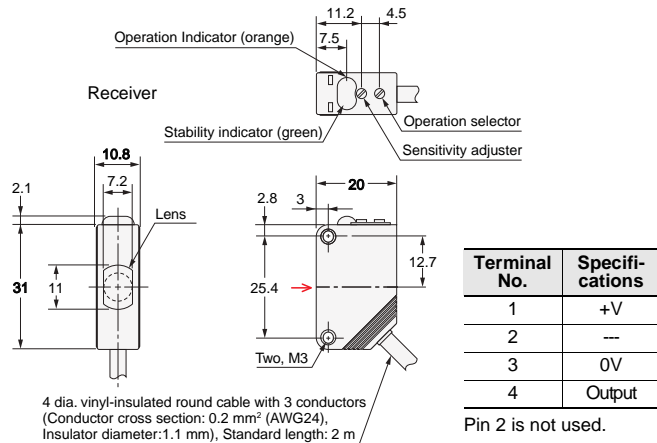 11.2
4.5
Operation Indicator (orange)
7.5
Receiver
Operation selector
Stability indicator (green)
Sensitivity adjuster
10.8
7.2
2.1
Lens
31
11
20
2.8
3
25.4
12.7
Two, M3
4 dia. vinyl-insulated round cable with 3 conductors
(Conductor cross section: 0.2 mm² (AWG24),
Insulator diameter:1.1 mm), Standard length: 2 m
Terminal No. Specifi-cations
1 +V
2 ---
3 0V
4 Output
Pin 2 is not used.